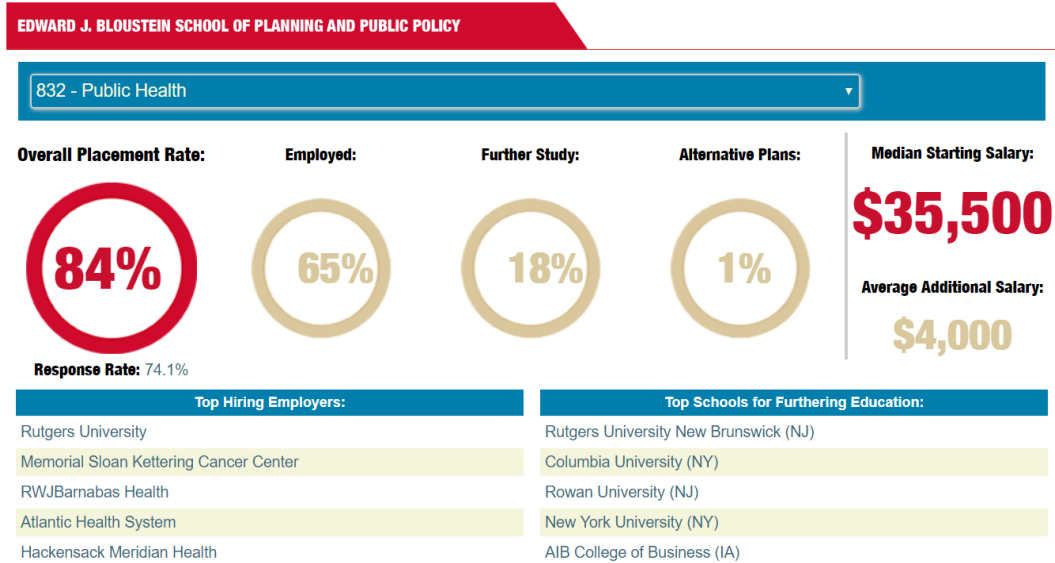 EDWARD J. BLOUSTEIN SCHOOL OF PLANNING AND PUBLIC POLICY
832 - Public Health
Overall Placement Rate:
84%
Response Rate: 74.1%
Employed:
65%
Further Study:
18%
Alternative Plans:
1%
Median Starting Salary:
$35,500
Average Additional Salary:
$4,000
Top Hiring Employers:
Rutgers University
Memorial Sloan Kettering Cancer Center
RWJBarnabas Health
Atlantic Health System
Hackensack Meridian Health
Top Schools for Furthering Education:
Rutgers University New Brunswick (NJ)
Columbia University (NY)
Rowan University (NJ)
New York University (NY)
AIB College of Business (IA)